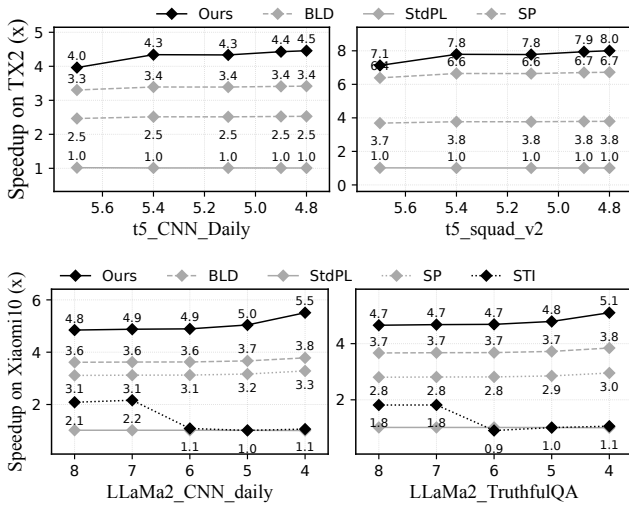 Ours BLD StdPL SP
Speedup on TX2 (x)
5
4
3
2
1
4.0 4.3 4.3 4.4 4.5
3.3 3.4 3.4 3.4 3.4
2.5 2.5 2.5 2.5 2.5
1.0 1.0 1.0 1.0 1.0
5.6 5.4 5.2 5.0 4.8
t5_CNN_Daily
8
6
4
2
0
7.1 7.8 7.8 7.9 8.0
6.4 6.6 6.6 6.7 6.7
3.7 3.8 3.8 3.8 3.8
1.0 1.0 1.0 1.0 1.0
5.6 5.4 5.2 5.0 4.8
t5_squad_v2
Ours BLD StdPL SP STI
Speedup on Xiaomi10 (x)
6
4
2
4.8 4.9 4.9 5.0 5.5
3.6 3.6 3.6 3.7 3.8
3.1 3.1 3.1 3.2 3.3
2.1 2.2 1.1 1.0 1.1
8 7 6 5 4
LLaMa2_CNN_daily
4
2
4.7 4.7 4.7 4.8 5.1
3.7 3.7 3.7 3.7 3.8
2.8 2.8 2.8 2.9 3.0
1.8 1.8 0.9 1.0 1.1
8 7 6 5 4
LLaMa2_TruthfulQA